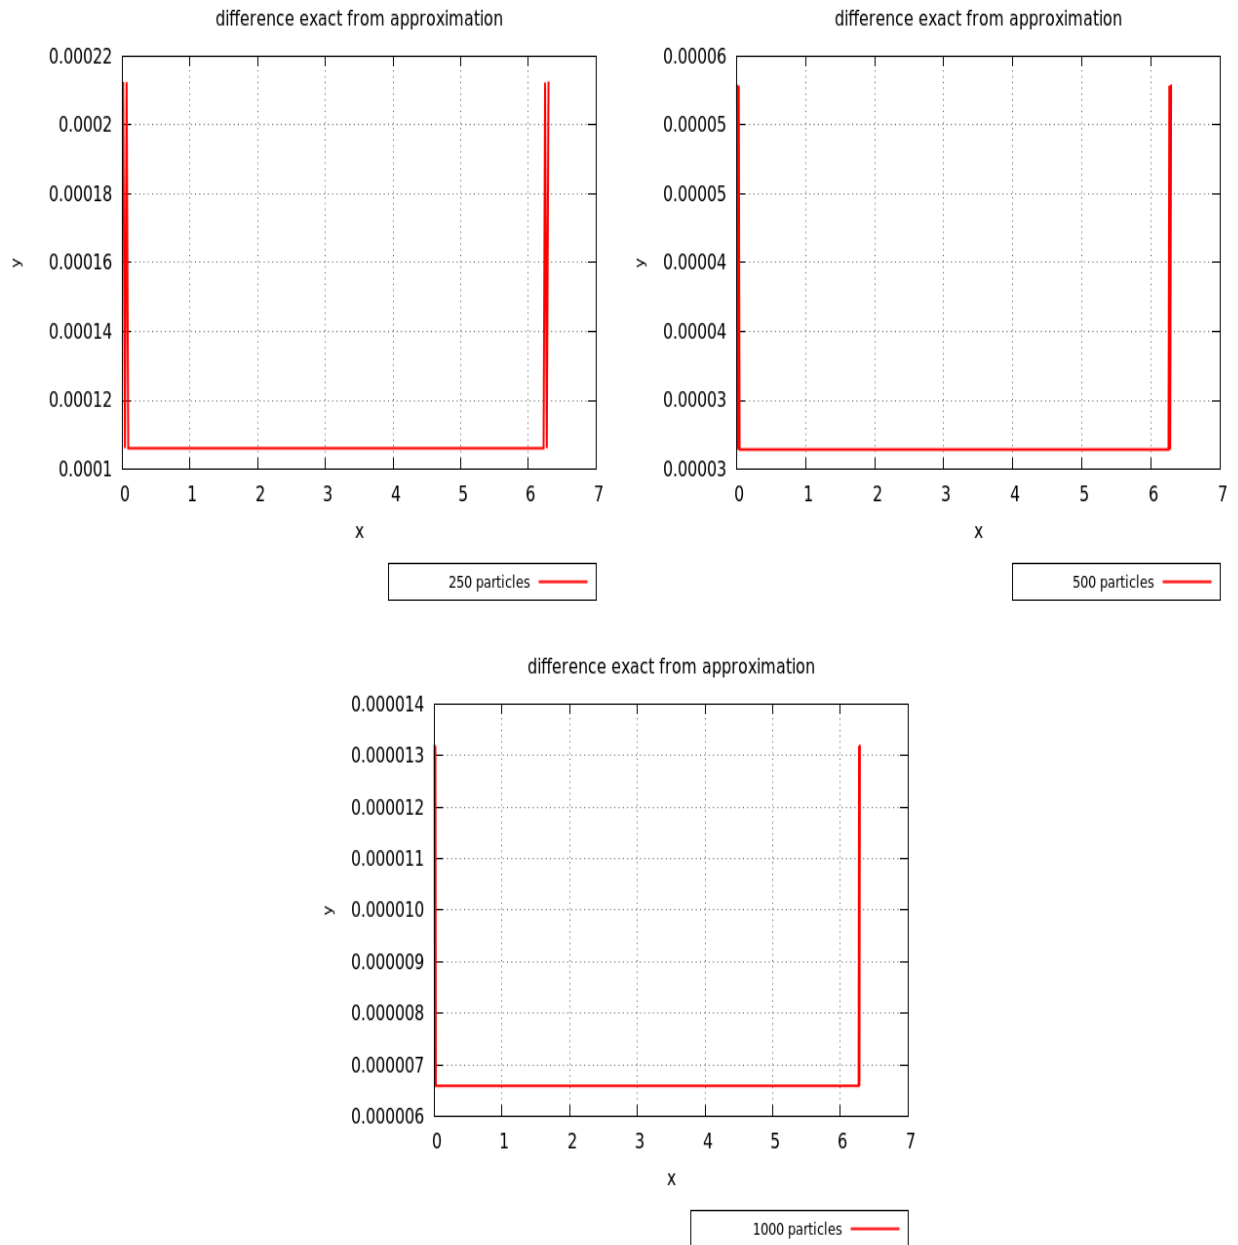 difference exact from approximation
0.00022
0.0002
0.00018
0.00016
0.00014
0.00012
0.0001
y
0 1 2 3 4 5 6 7
x
250 particles
difference exact from approximation
0.00006
0.00005
0.00005
0.00004
0.00004
0.00003
0.00003
y
0 1 2 3 4 5 6 7
x
500 particles
difference exact from approximation
0.000014
0.000013
0.000012
0.000011
0.000010
0.000009
0.000008
0.000007
0.000006
y
0 1 2 3 4 5 6 7
x
1000 particles